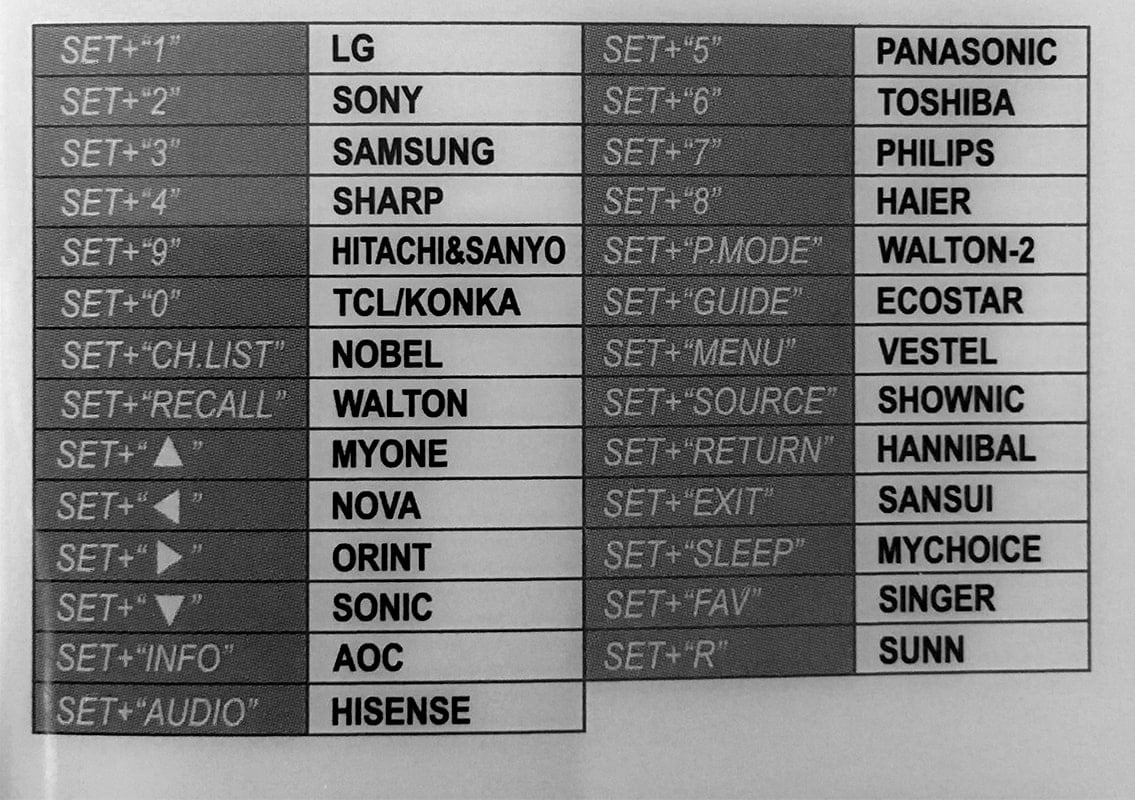 SET+“1” LG SET+“5” PANASONIC
SET+“2” SONY SET+“6” TOSHIBA
SET+“3” SAMSUNG SET+“7” PHILIPS
SET+“4” SHARP SET+“8” HAIER
SET+“9” HITACHI&SANYO SET+“P.MODE” WALTON-2
SET+“0” TCL/KONKA SET+“GUIDE” ECOSTAR
SET+“CH.LIST” NOBEL SET+“MENU” VESTEL
SET+“RECALL” WALTON SET+“SOURCE” SHOWNIC
SET+“▲” MYONE SET+“RETURN” HANNIBAL
SET+“◀” NOVA SET+“EXIT” SANSUI
SET+“▶” ORINT SET+“SLEEP” MYCHOICE
SET+“▼” SONIC SET+“FAV” SINGER
SET+“INFO” AOC SET+“R” SUNN
SET+“AUDIO” HISENSE